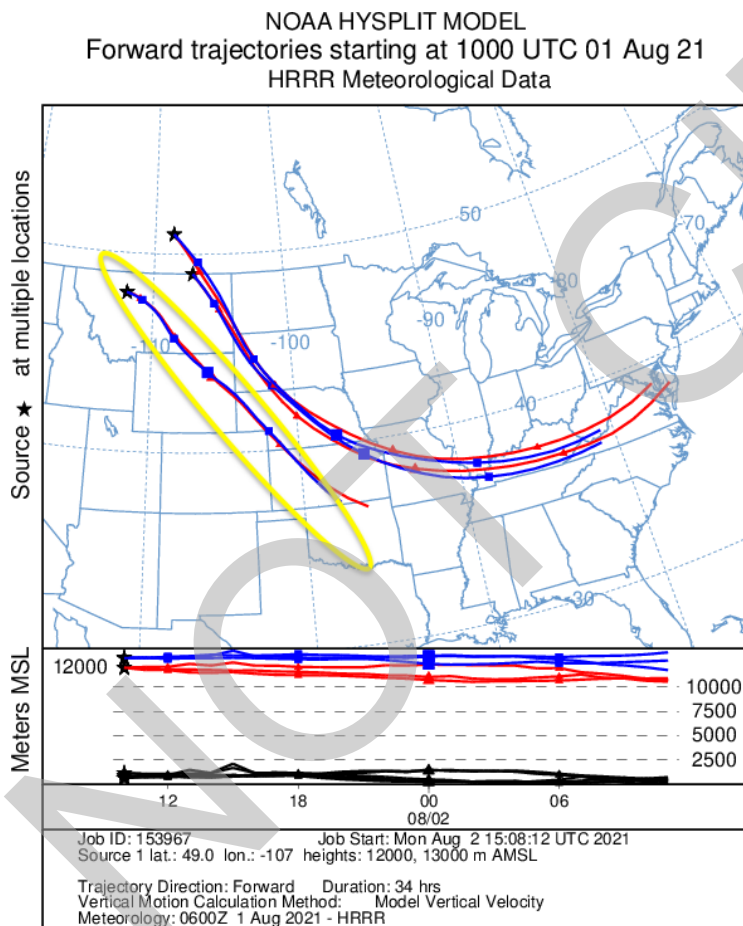 NOAA HYSPLIT MODEL
Forward trajectories starting at 1000 UTC 01 Aug 21
HRRR Meteorological Data
Source ★ at multiple locations
50
-70
-80
-90
-100
-110
40
30
Meters MSL
12000
10000
7500
5000
2500
12 18 00 06
08/02
Job ID: 153967 Job Start: Mon Aug 2 15:08:12 UTC 2021
Source 1 lat.: 49.0 lon.: -107 heights: 12000, 13000 m AMSL
Trajectory Direction: Forward Duration: 34 hrs
Vertical Motion Calculation Method: Model Vertical Velocity
Meteorology: 0600Z 1 Aug 2021 - HRRR
NOT